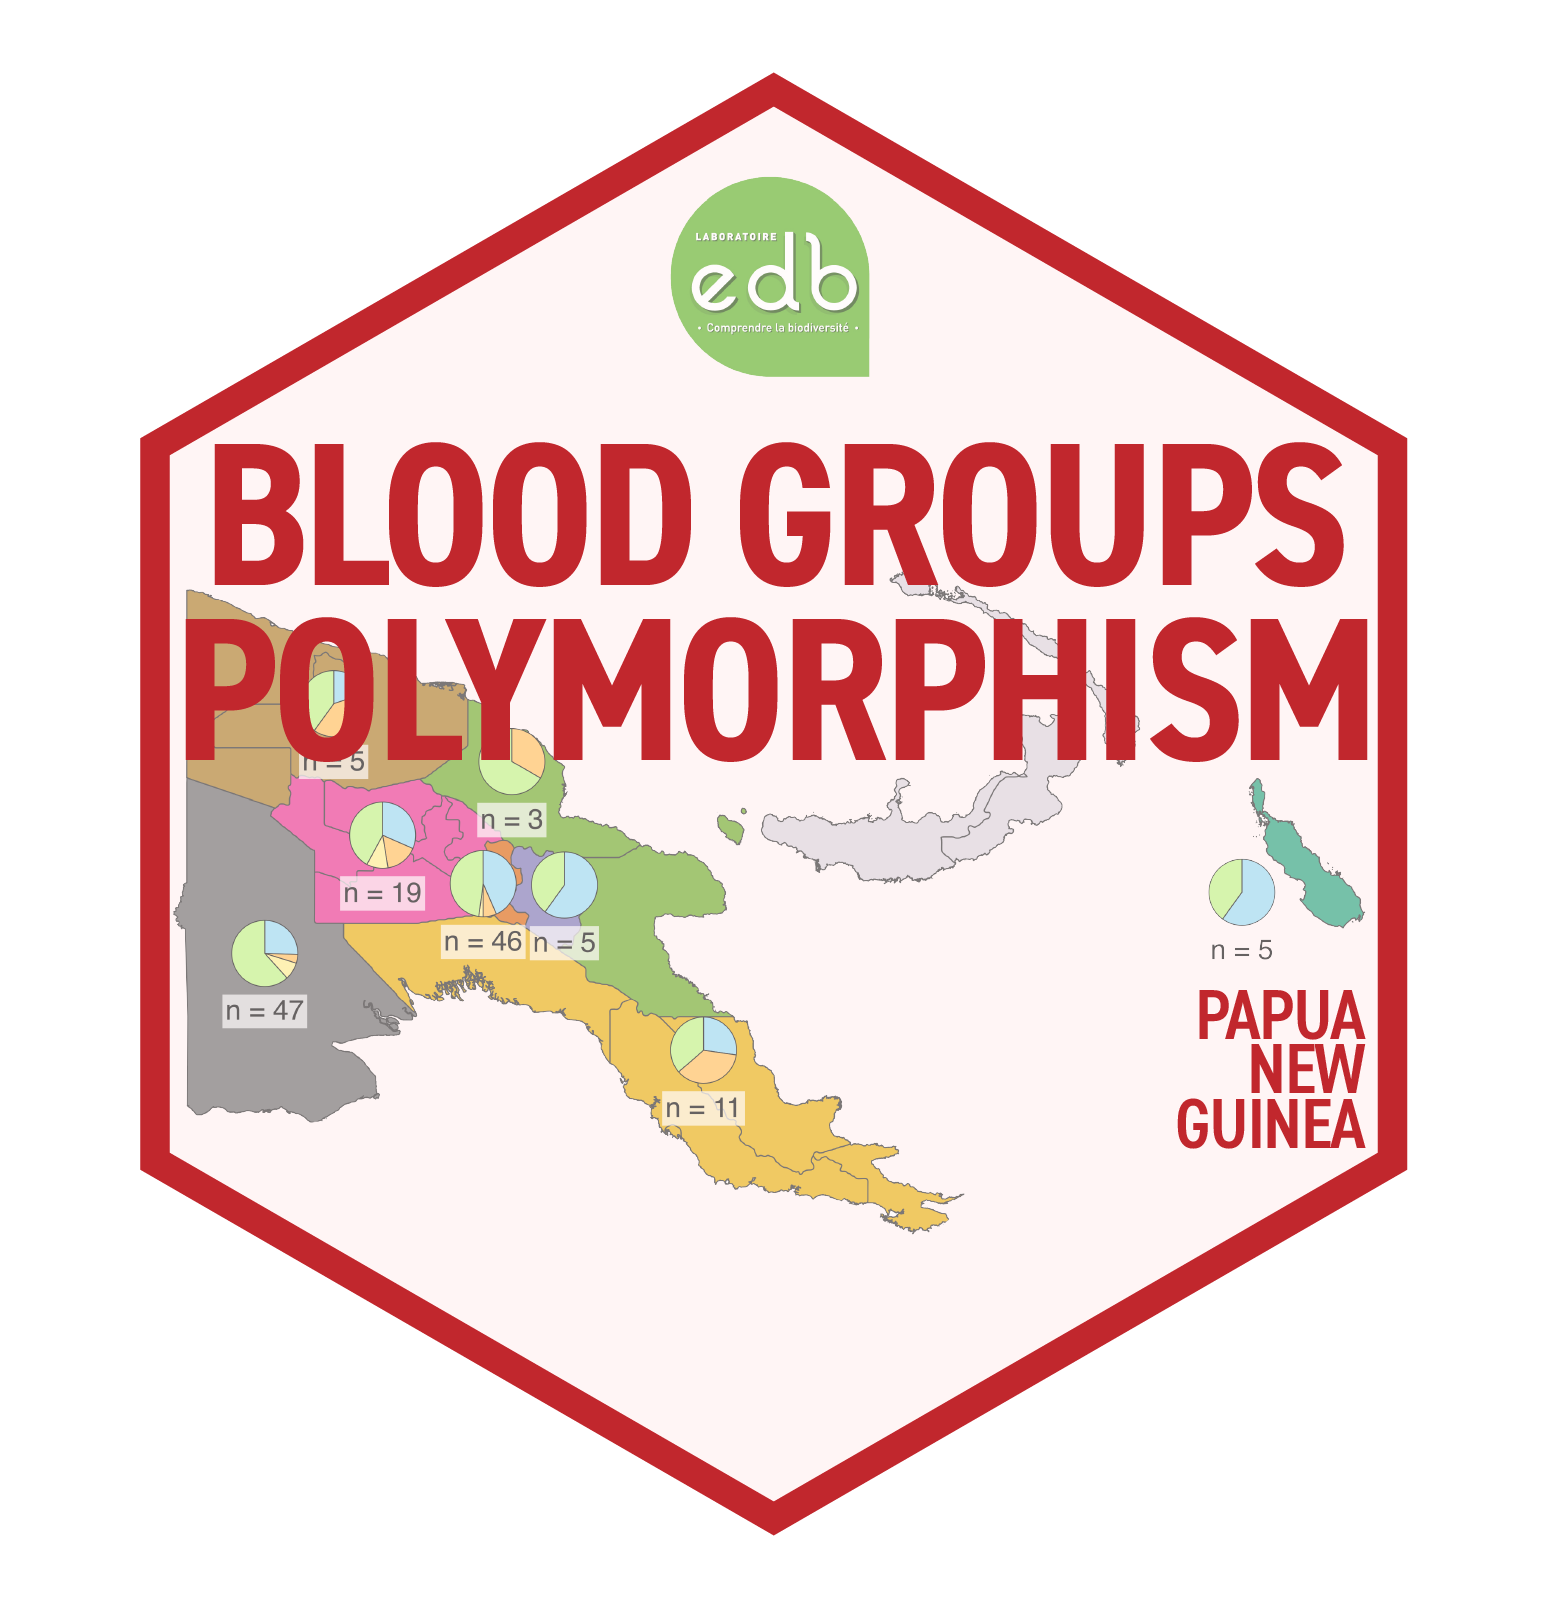 LABORATOIRE
edb
• Comprendre la biodiversité •
BLOOD GROUPS
POLYMORPHISM
n = 5
n = 3
n = 19
n = 46
n = 5
n = 47
n = 5
n = 11
PAPUA
NEW
GUINEA